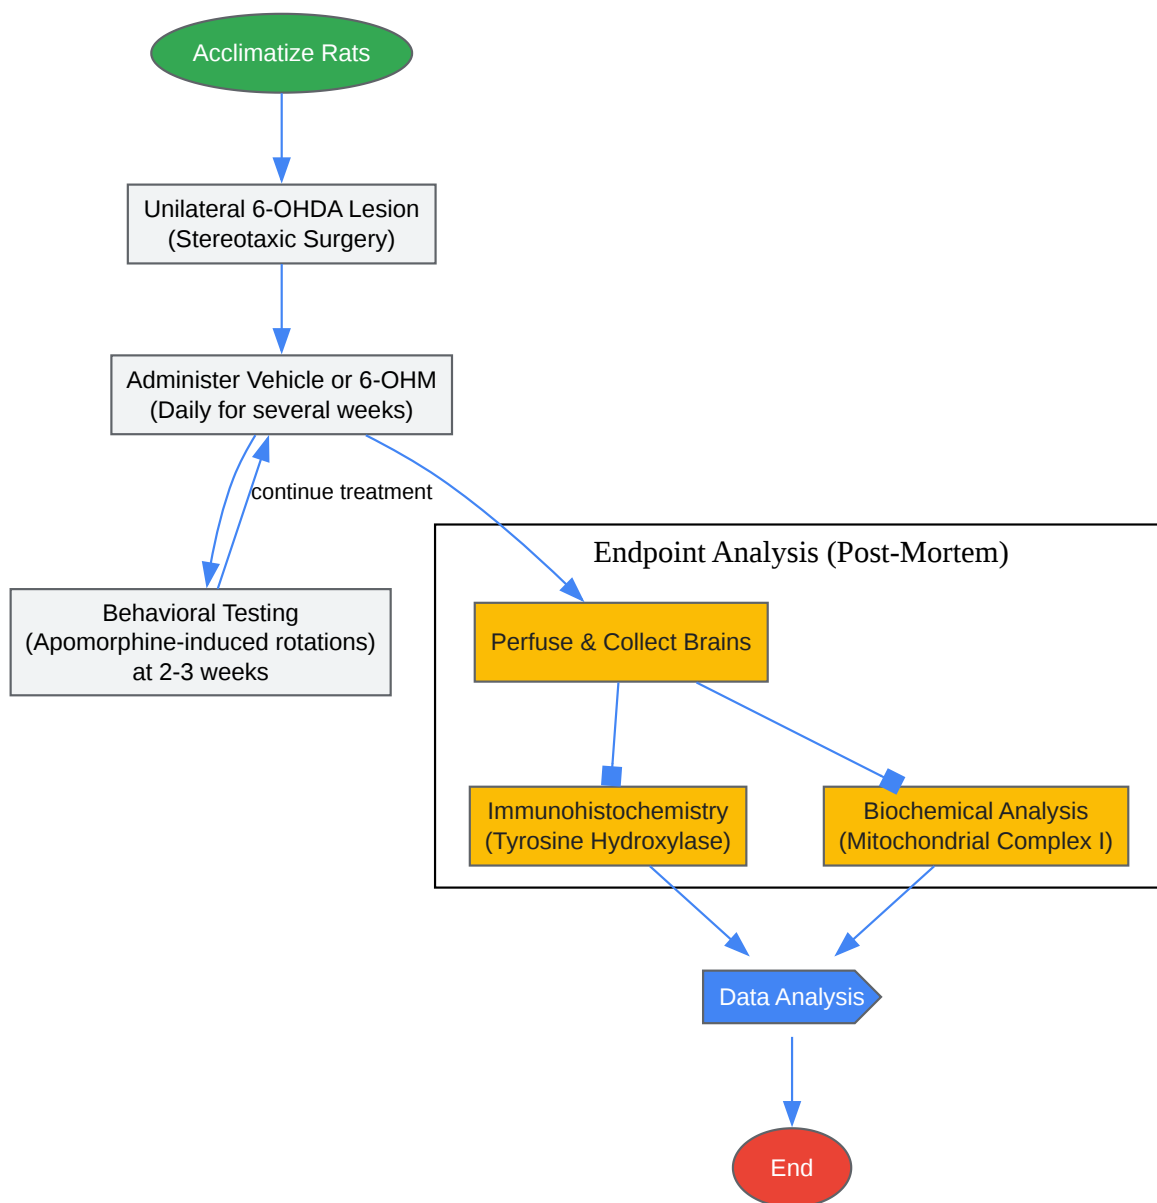 Acclimatize Rats
Unilateral 6-OHDA Lesion
(Stereotaxic Surgery)
Administer Vehicle or 6-OHM
(Daily for several weeks)
continue treatment
Behavioral Testing
(Apomorphine-induced rotations)
at 2-3 weeks
Endpoint Analysis (Post-Mortem)
Perfuse & Collect Brains
Immunohistochemistry
(Tyrosine Hydroxylase)
Biochemical Analysis
(Mitochondrial Complex I)
Data Analysis
End